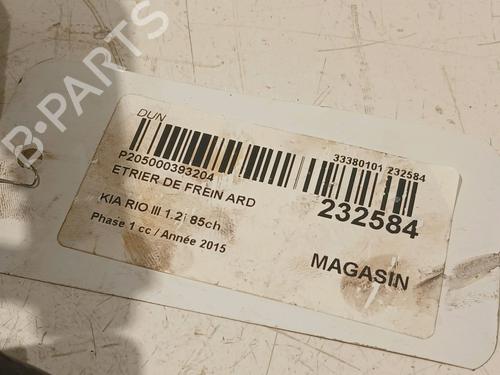 B-PARTS
DUN
P205000393204
33380101 232584
ETRIER DE FREIN ARD
232584
KIA RIO III 1.2i 85ch
Phase 1 cc / Année 2015
MAGASIN